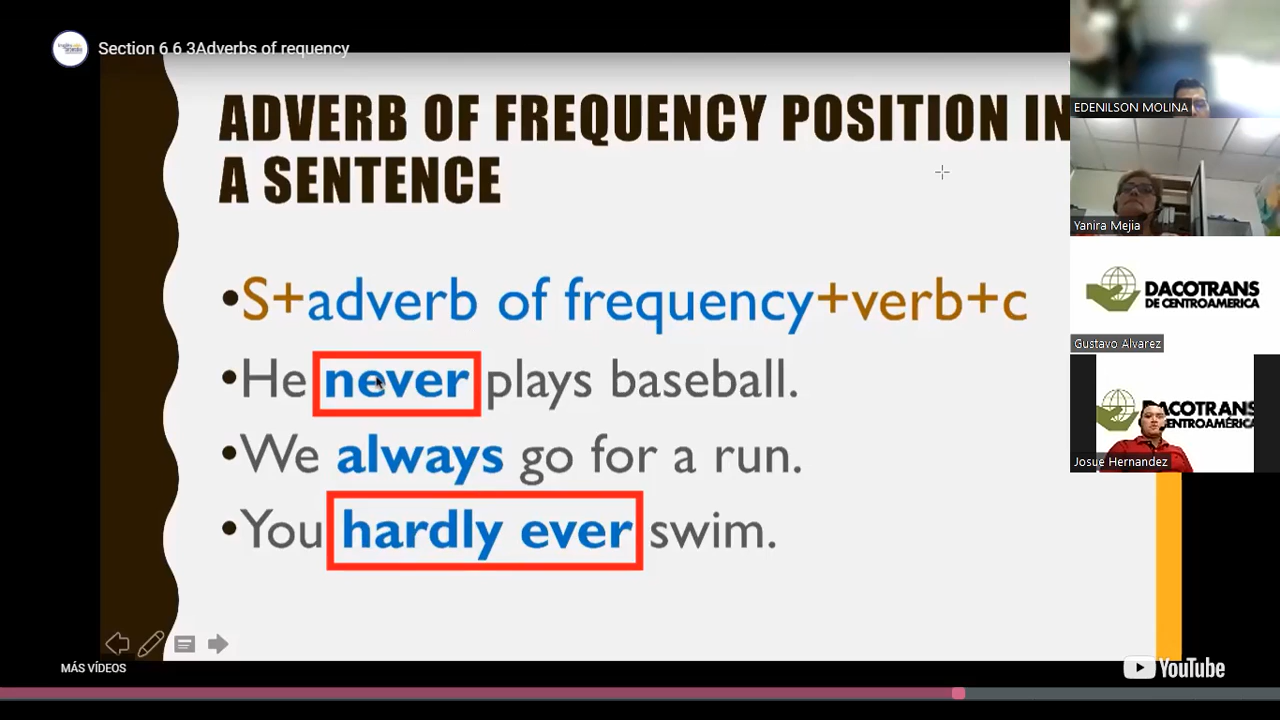 Section 6 6 3Adverbs of requency
ADVERB OF FREQUENCY POSITION IN
A SENTENCE
•S+adverb of frequency+verb+c
•He never plays baseball.
•We always go for a run.
•You hardly ever swim.
MÁS VÍDEOS
YouTube
EDENILSON MOLINA
Yanira Mejia
DACOTRANS
DE CENTROAMERICA
Gustavo Alvarez
DACOTRANS
DE CENTROAMÉRICA
Josue Hernandez